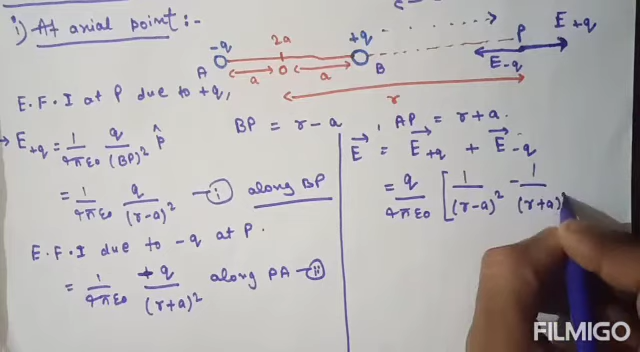 i) At axial point:-
-q 2a +q P E+q
A a O a B E-q
r
E.F.I at P due to +q,
BP = r-a , AP = r+a.
→ E+q = 1/4πε0 q/(BP)² p̂
E⃗ = E⃗+q + E⃗-q
= 1/4πε0 q/(r-a)² —(i) along BP
= q/4πε0 [1/(r-a)² - 1/(r+a)²
E.F.I due to -q at P.
= 1/4πε0 q/(r+a)² along PA —(ii)
FILMIGO